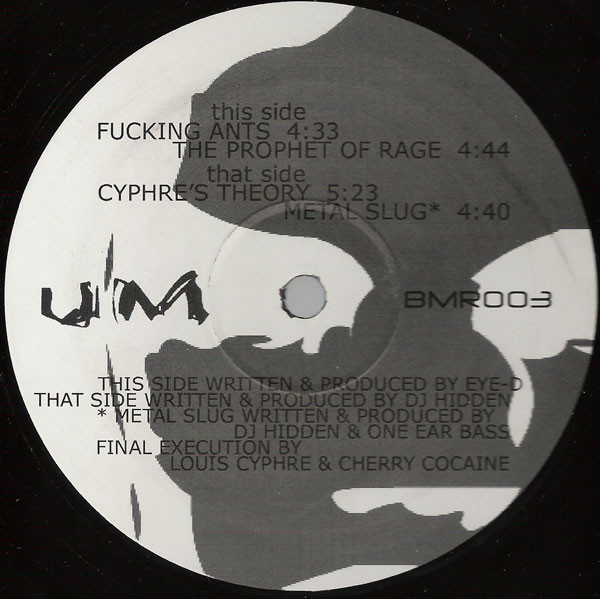 this side
FUCKING ANTS 4:33
THE PROPHET OF RAGE 4:44
that side
CYPHRE'S THEORY 5:23
METAL SLUG* 4:40
BMR003
THIS SIDE WRITTEN & PRODUCED BY EYE-D
THAT SIDE WRITTEN & PRODUCED BY DJ HIDDEN
* METAL SLUG WRITTEN & PRODUCED BY
DJ HIDDEN & ONE EAR BASS
FINAL EXECUTION BY
LOUIS CYPHRE & CHERRY COCAINE